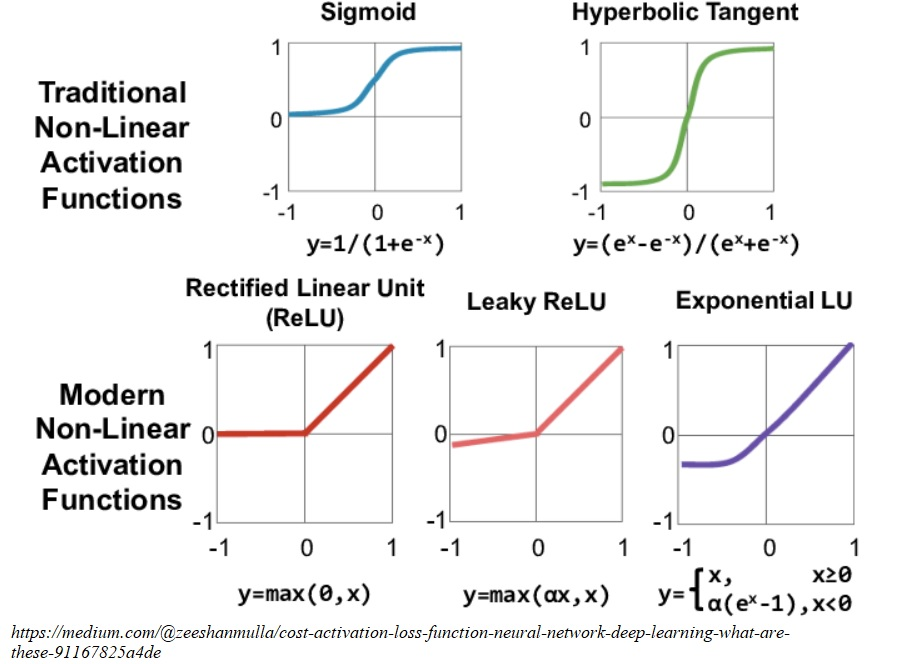 Sigmoid
Hyperbolic Tangent
Traditional
Non-Linear
Activation
Functions
1
0
-1
-1 0 1
y=1/(1+e⁻ˣ)
1
0
-1
-1 0 1
y=(eˣ-e⁻ˣ)/(eˣ+e⁻ˣ)
Rectified Linear Unit
(ReLU)
Leaky ReLU
Exponential LU
Modern
Non-Linear
Activation
Functions
1
0
-1
-1 0 1
y=max(0,x)
1
0
-1
-1 0 1
y=max(αx,x)
1
0
-1
-1 0 1
y={x, x≥0
α(eˣ-1),x<0
https://medium.com/@zeeshanmulla/cost-activation-loss-function-neural-network-deep-learning-what-are-
these-91167825a4de